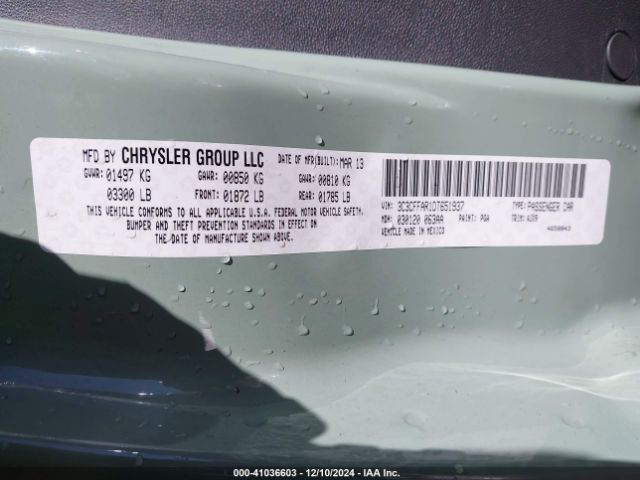 MFD BY CHRYSLER GROUP LLC DATE OF MFR(BUILT): MAR 13
GVWR: 01497 KG GAWR: 00850 KG GAWR: 00810 KG
03300 LB FRONT: 01872 LB REAR: 01785 LB
THIS VEHICLE CONFORMS TO ALL APPLICABLE U.S.A. FEDERAL MOTOR VEHICLE SAFETY,
BUMPER AND THEFT PREVENTION STANDARDS IN EFFECT ON
THE DATE OF MANUFACTURE SHOWN ABOVE.
VIN: 3C3CFFAR1DT651937 TYPE: PASSENGER CAR
MDH: 030120 063AA PAINT: PGA TRIM:
VEHICLE MADE IN MEXICO
000-41036603 – 12/10/2024 – IAA Inc.